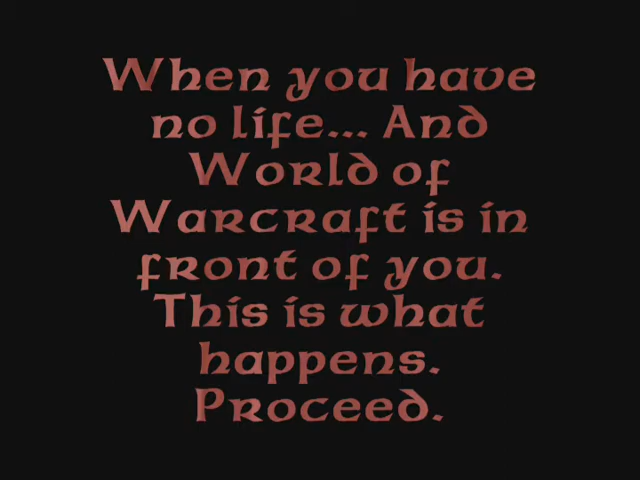 When you have
no life... And
World of
Warcraft is in
front of you.
This is what
happens.
Proceed.